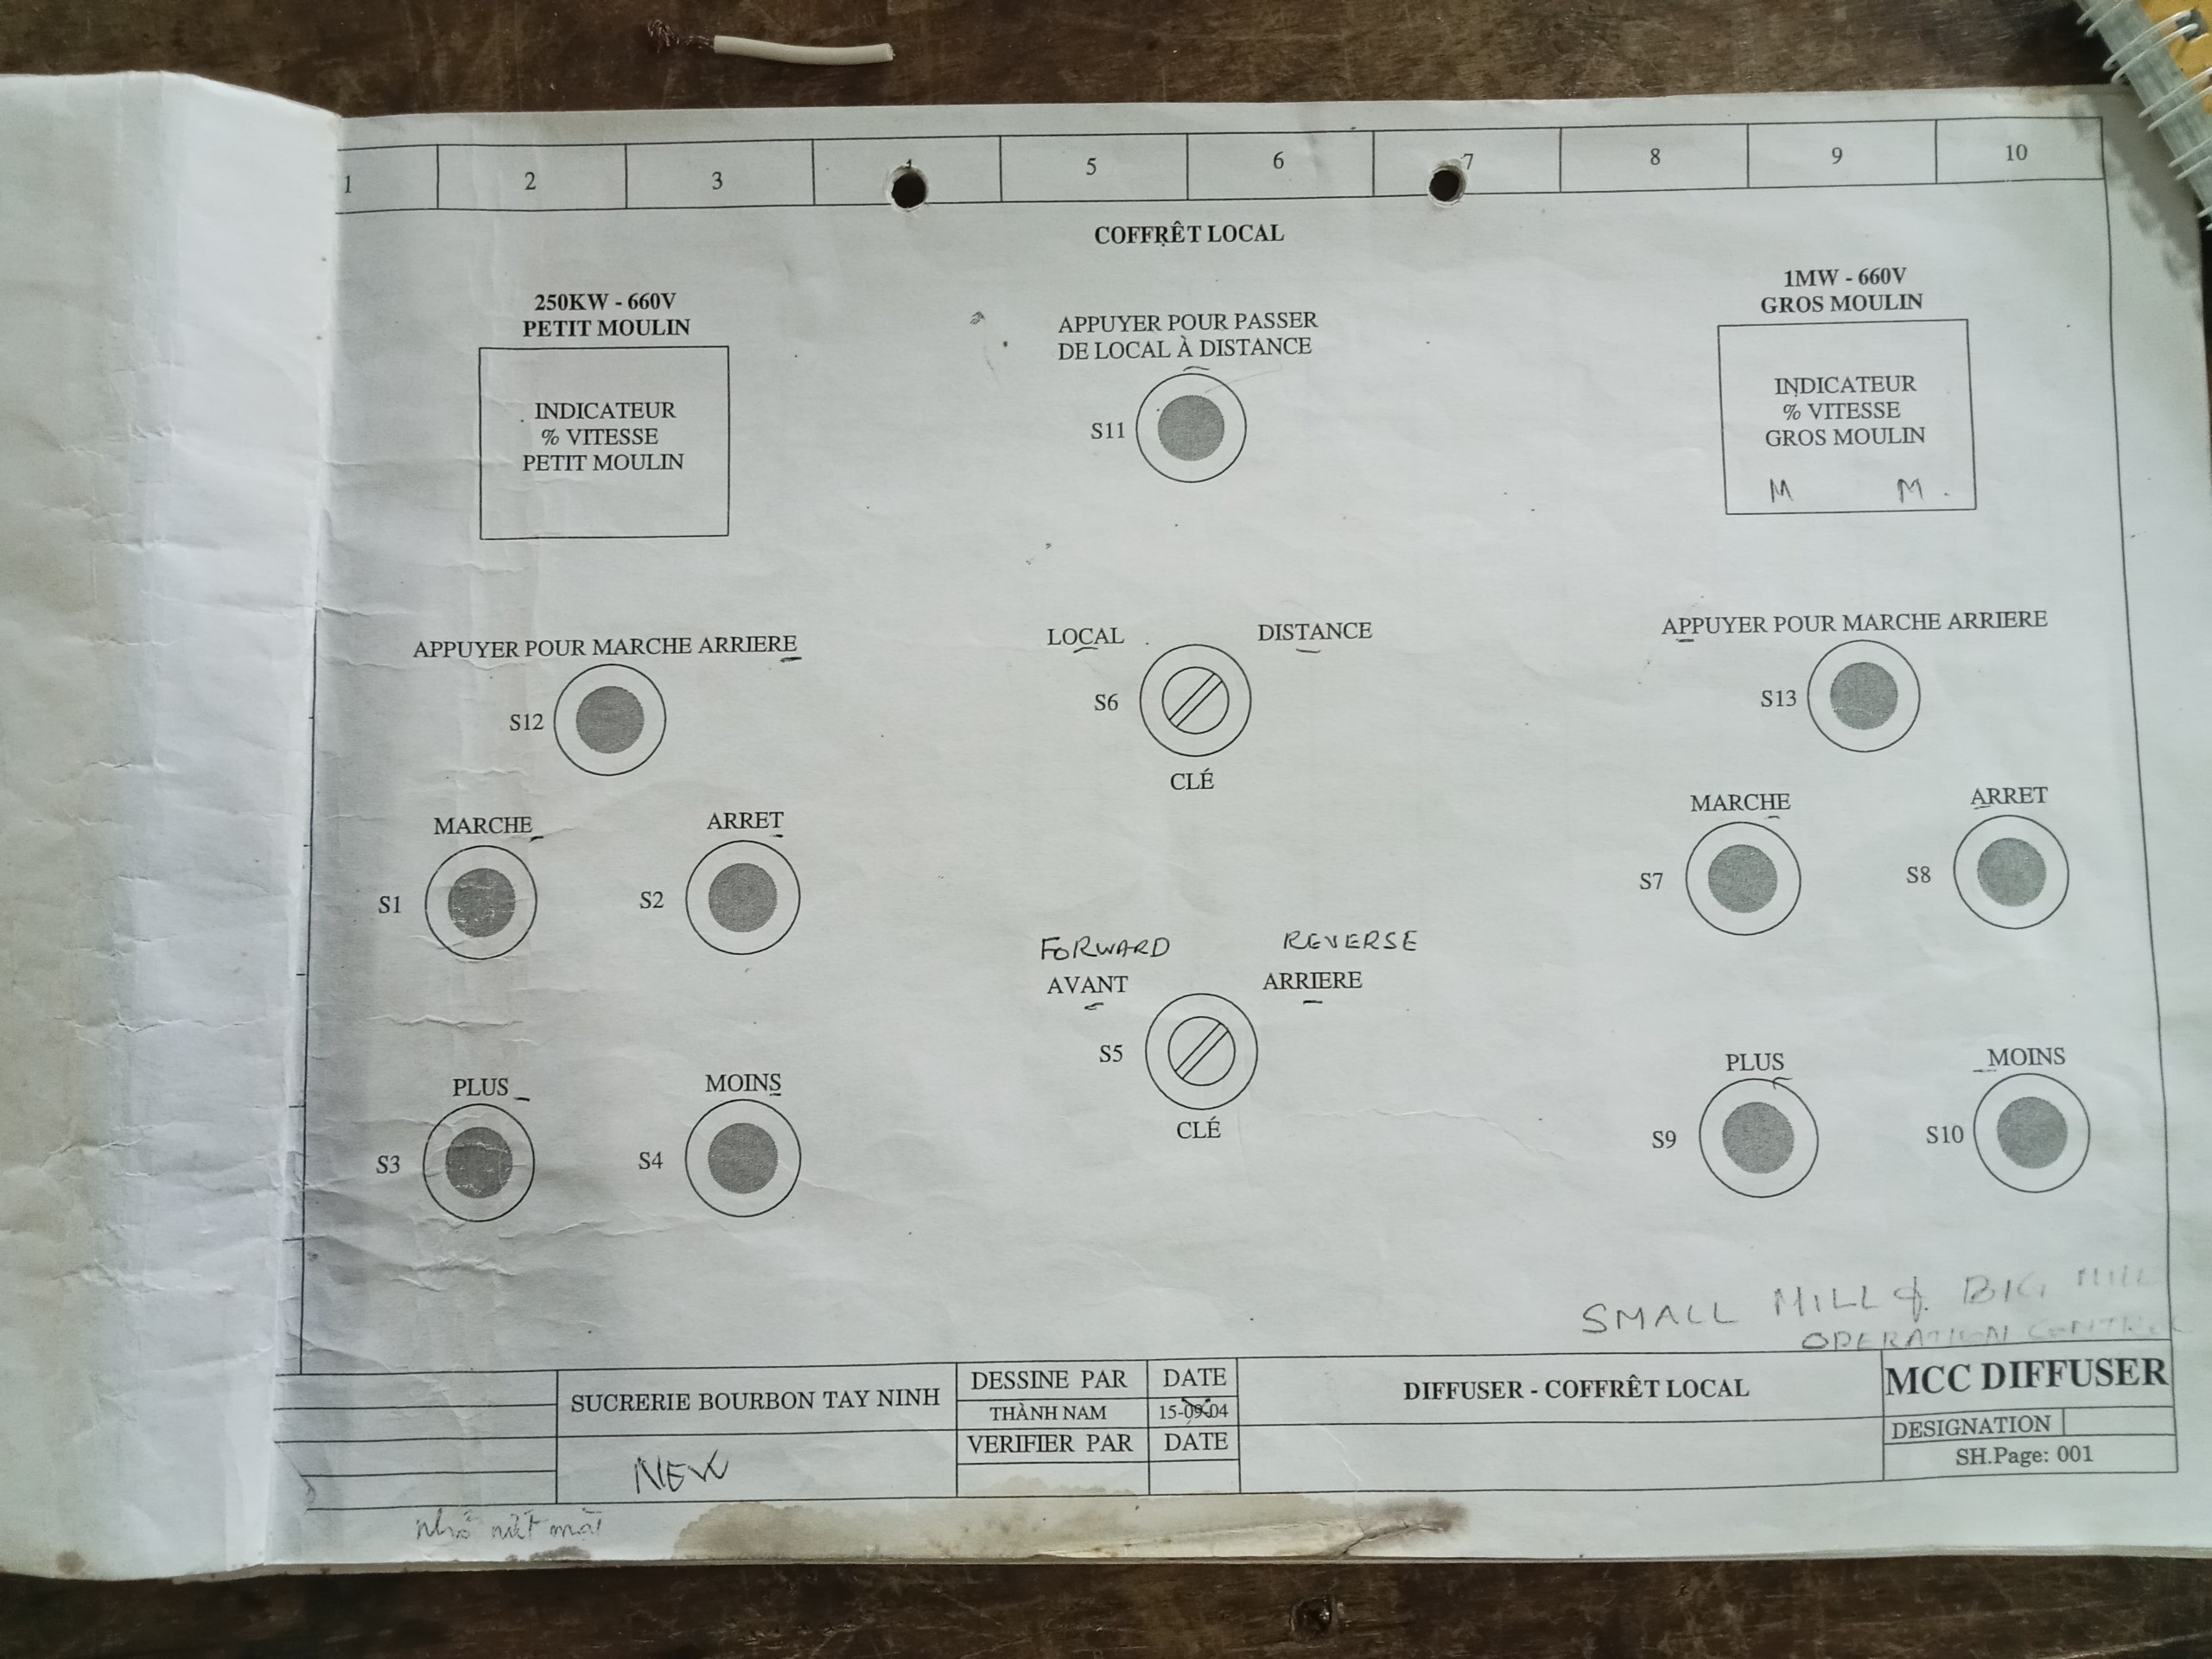 1 2 3 4 5 6 7 8 9 10
COFFRÊT LOCAL
250KW - 660V
PETIT MOULIN
INDICATEUR
% VITESSE
PETIT MOULIN
APPUYER POUR PASSER
DE LOCAL À DISTANCE
S11
1MW - 660V
GROS MOULIN
INDICATEUR
% VITESSE
GROS MOULIN
M M
APPUYER POUR MARCHE ARRIERE
S12
LOCAL DISTANCE
S6
CLÉ
APPUYER POUR MARCHE ARRIERE
S13
MARCHE ARRET
S1 S2
MARCHE ARRET
S7 S8
FORWARD REVERSE
AVANT ARRIERE
S5
CLÉ
PLUS MOINS
S3 S4
PLUS MOINS
S9 S10
SMALL MILL & BIG MILL
OPERATION CONTROL
SUCRERIE BOURBON TAY NINH
NEW
DESSINE PAR DATE
THÀNH NAM 15-09-04
VERIFIER PAR DATE
DIFFUSER - COFFRÊT LOCAL
MCC DIFFUSER
DESIGNATION
SH.Page: 001